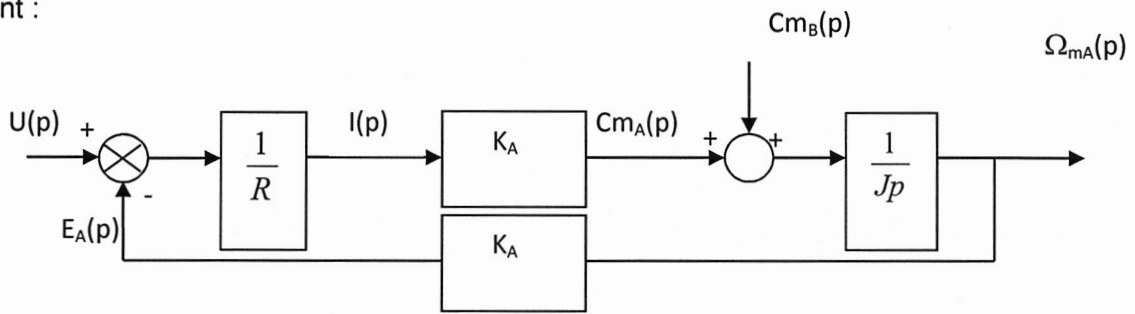 nt :
Cm_B(p)
Ω_mA(p)
U(p) + 1/R I(p) K_A Cm_A(p) + + 1/Jp
-
E_A(p) K_A